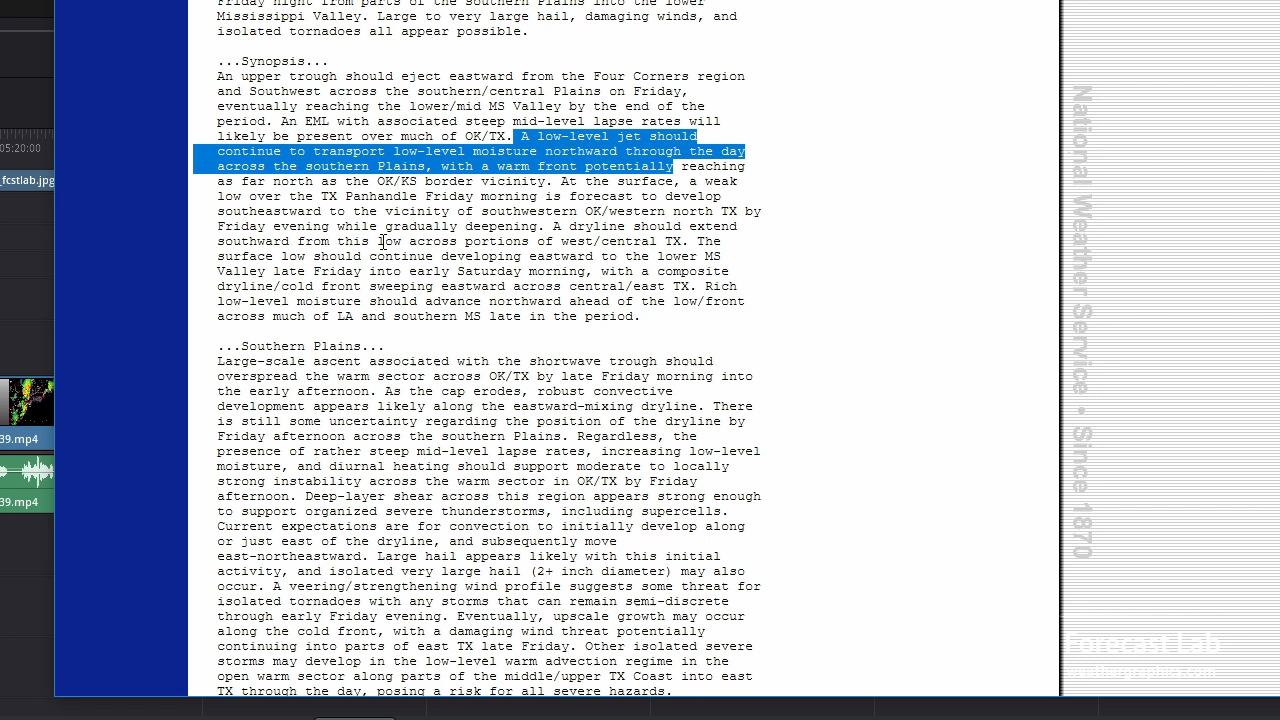 Friday night from parts of the southern Plains into the lower
Mississippi Valley. Large to very large hail, damaging winds, and
isolated tornadoes all appear possible.
...Synopsis...
An upper trough should eject eastward from the Four Corners region
and Southwest across the southern/central Plains on Friday,
eventually reaching the lower/mid MS Valley by the end of the
period. An EML with associated steep mid-level lapse rates will
likely be present over much of OK/TX. A low-level jet should
continue to transport low-level moisture northward through the day
across the southern Plains, with a warm front potentially reaching
as far north as the OK/KS border vicinity. At the surface, a weak
low over the TX Panhandle Friday morning is forecast to develop
southeastward to the vicinity of southwestern OK/western north TX by
Friday evening while gradually deepening. A dryline should extend
southward from this low across portions of west/central TX. The
surface low should continue developing eastward to the lower MS
Valley late Friday into early Saturday morning, with a composite
dryline/cold front sweeping eastward across central/east TX. Rich
low-level moisture should advance northward ahead of the low/front
across much of LA and southern MS late in the period.
...Southern Plains...
Large-scale ascent associated with the shortwave trough should
overspread the warm sector across OK/TX by late Friday morning into
the early afternoon. As the cap erodes, robust convective
development appears likely along the eastward-mixing dryline. There
is still some uncertainty regarding the position of the dryline by
Friday afternoon across the southern Plains. Regardless, the
presence of rather steep mid-level lapse rates, increasing low-level
moisture, and diurnal heating should support moderate to locally
strong instability across the warm sector in OK/TX by Friday
afternoon. Deep-layer shear across this region appears strong enough
to support organized severe thunderstorms, including supercells.
Current expectations are for convection to initially develop along
or just east of the dryline, and subsequently move
east-northeastward. Large hail appears likely with this initial
activity, and isolated very large hail (2+ inch diameter) may also
occur. A veering/strengthening wind profile suggests some threat for
isolated tornadoes with any storms that can remain semi-discrete
through early Friday evening. Eventually, upscale growth may occur
along the cold front, with a damaging wind threat potentially
continuing into parts of east TX late Friday. Other isolated severe
storms may develop in the low-level warm advection regime in the
open warm sector along parts of the middle/upper TX Coast into east
TX through the day, posing a risk for all severe hazards.
05:20:00
_fcstlab.jpg
39.mp4
39.mp4
National Weather Service • Since 1870
Forecast Lab